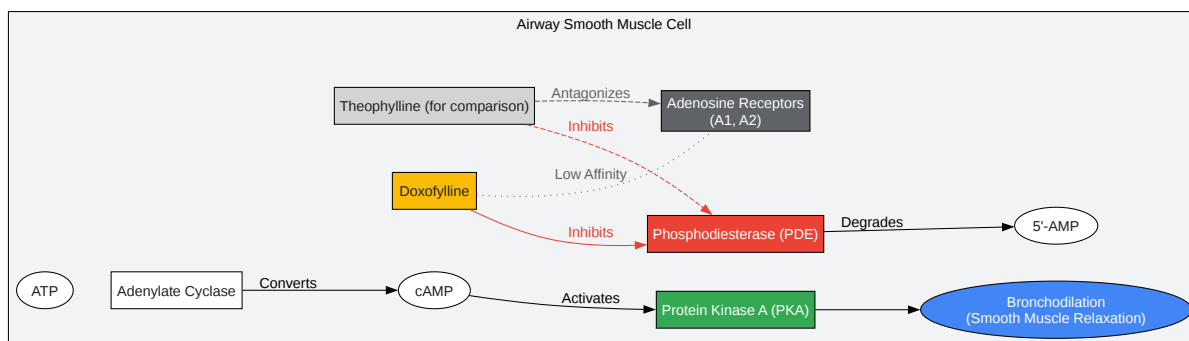 Airway Smooth Muscle Cell
Theophylline (for comparison)
Antagonizes
Adenosine Receptors
(A1, A2)
Inhibits
Low Affinity
Doxofylline
Inhibits
Phosphodiesterase (PDE)
Degrades
5'-AMP
ATP
Adenylate Cyclase
Converts
cAMP
Activates
Protein Kinase A (PKA)
Bronchodilation
(Smooth Muscle Relaxation)